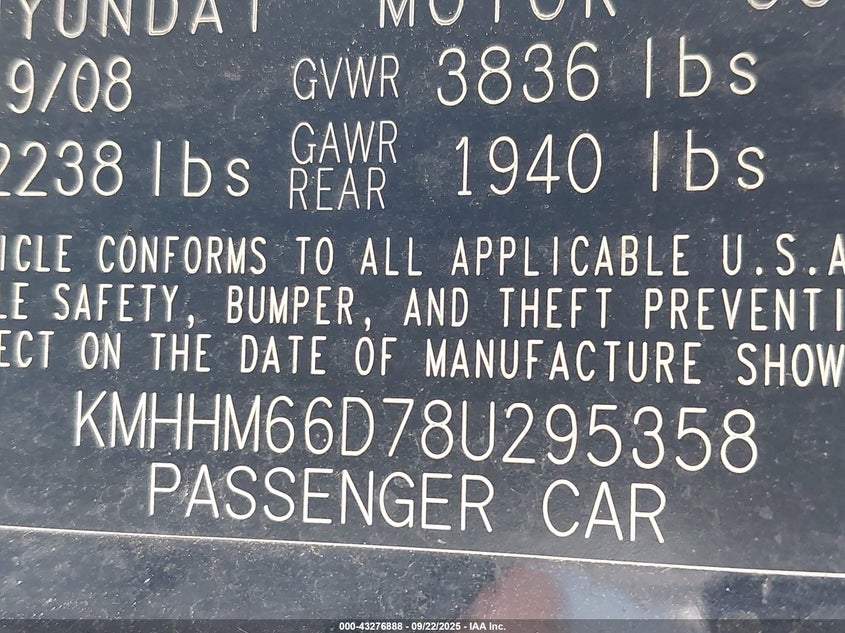 HYUNDAI MOTOR CO
9/08 GVWR 3836 lbs
2238 lbs GAWR REAR 1940 lbs
ICLE CONFORMS TO ALL APPLICABLE U.S.A
LE SAFETY, BUMPER, AND THEFT PREVENTI
ECT ON THE DATE OF MANUFACTURE SHOW
KMHHM66D78U295358
PASSENGER CAR
000-43276888 - 09/22/2025 - IAA Inc.